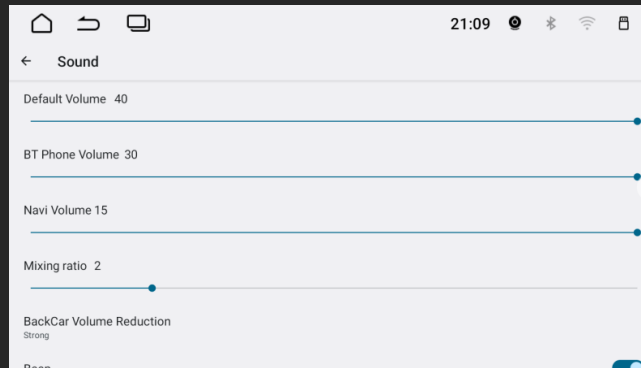 21:09
Sound
Default Volume 40
BT Phone Volume 30
Navi Volume 15
Mixing ratio 2
BackCar Volume Reduction
Strong
Beep